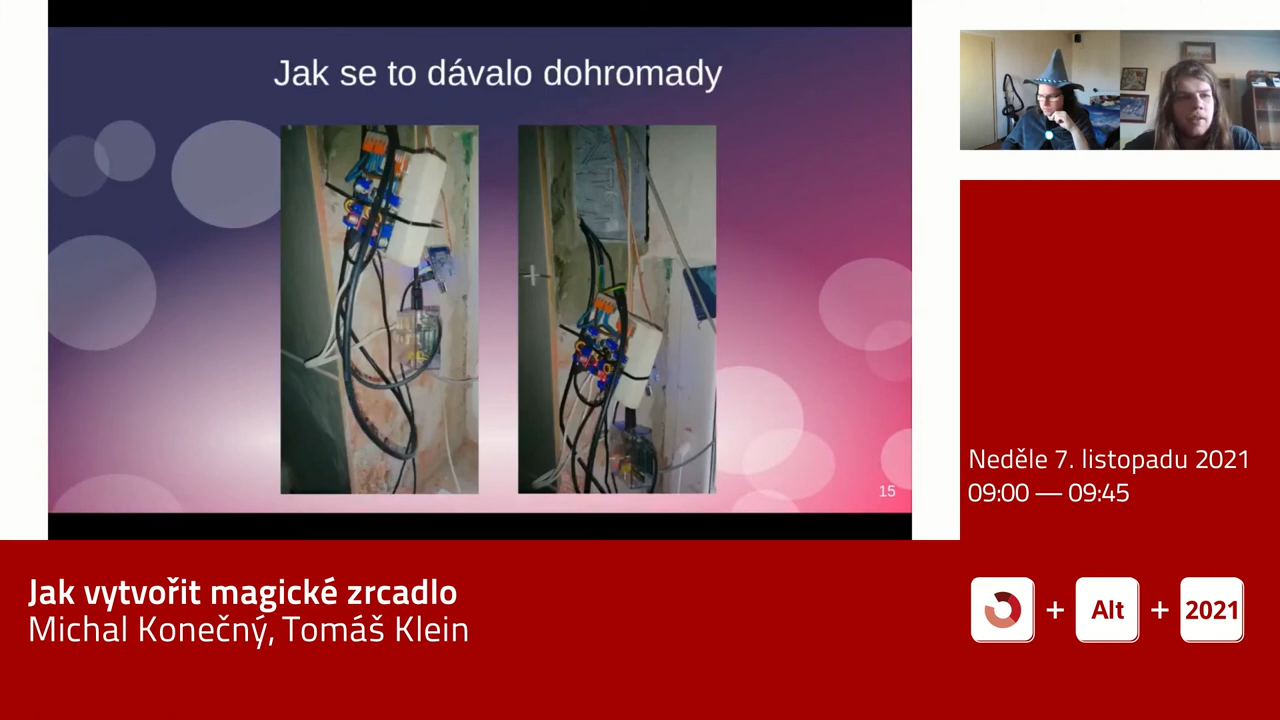 Jak se to dávalo dohromady
15
Neděle 7. listopadu 2021
09:00 — 09:45
Jak vytvořit magické zrcadlo
Michal Konečný, Tomáš Klein
+ Alt + 2021